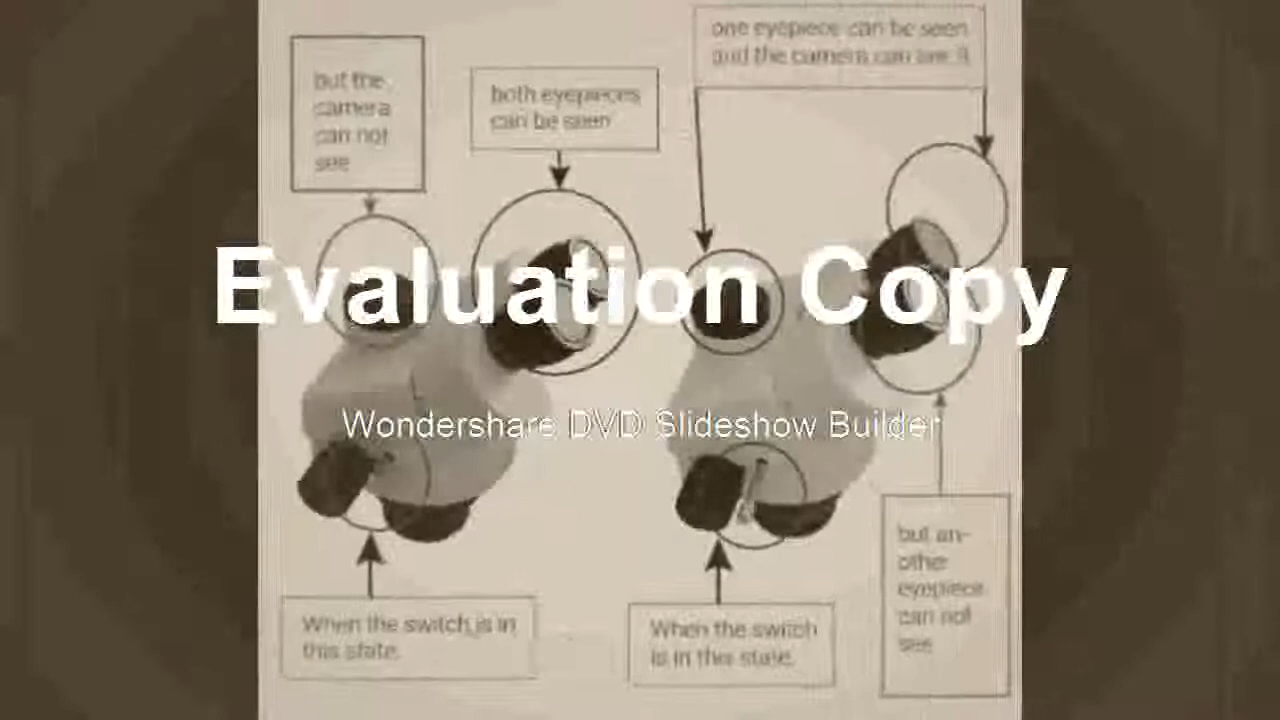 one eyepiece can be seen
and the camera can see it
but the
camera
can not
see
both eyepieces
can be seen
Evaluation Copy
Wondershare DVD Slideshow Builder
When the switch is in
this state.
When the switch
is in this state.
but an-
other
eyepiece
can not
see